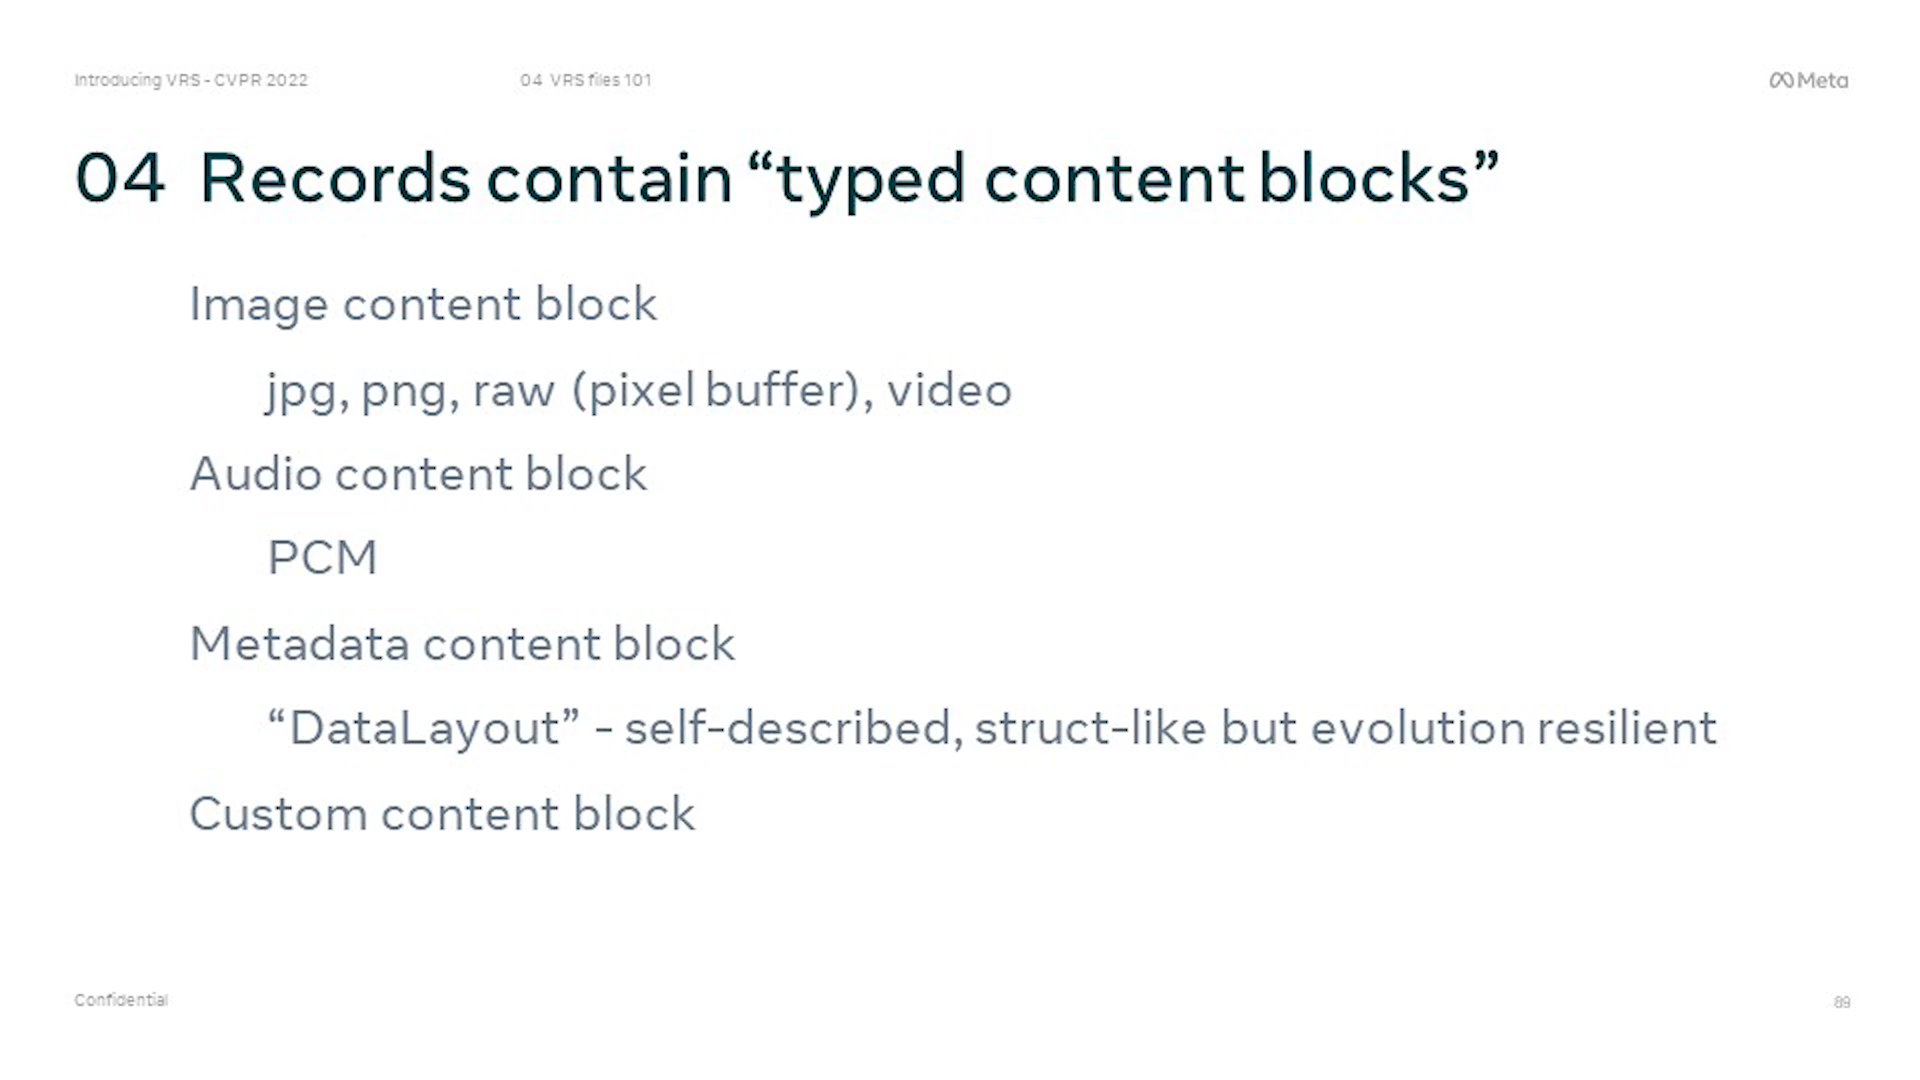 Introducing VRS - CVPR 2022
04 VRS files 101
Meta
04 Records contain “typed content blocks”
Image content block
jpg, png, raw (pixel buffer), video
Audio content block
PCM
Metadata content block
“DataLayout” - self-described, struct-like but evolution resilient
Custom content block
Confidential
89